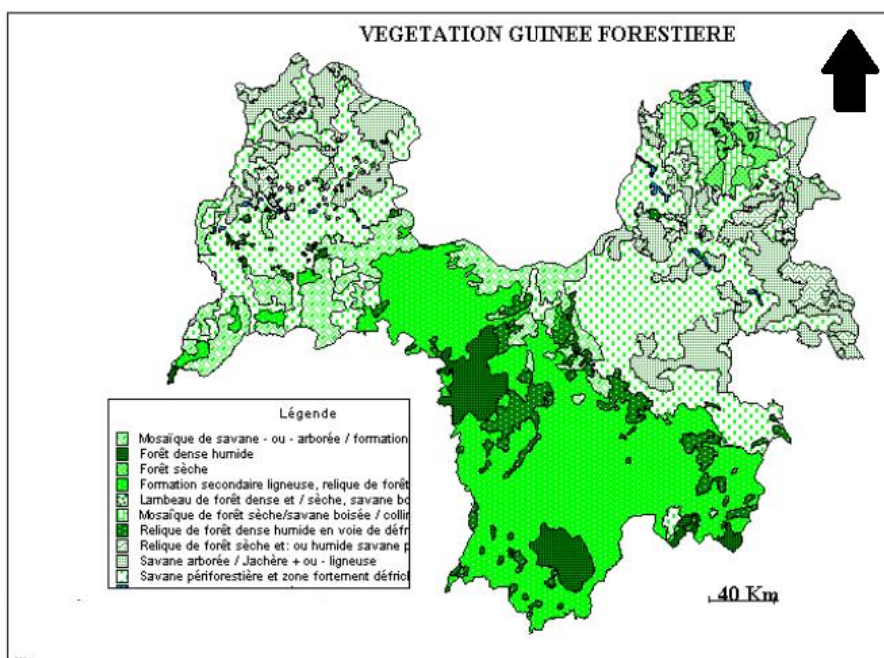 VEGETATION GUINEE FORESTIERE
Légende
Mosaïque de savane - ou - arborée / formation
Forêt dense humide
Forêt sèche
Formation secondaire ligneuse, relique de forêt
Lambeau de forêt dense et / sèche, savane bo
Mosaîque de forêt sèche/savane boisée / collin
Relique de forêt dense humide en voie de défr
Relique de forêt sèche et: ou humide savane p
Savane arborée / Jachère + ou - ligneuse
Savane périforestière et zone fortement défric
40 Km